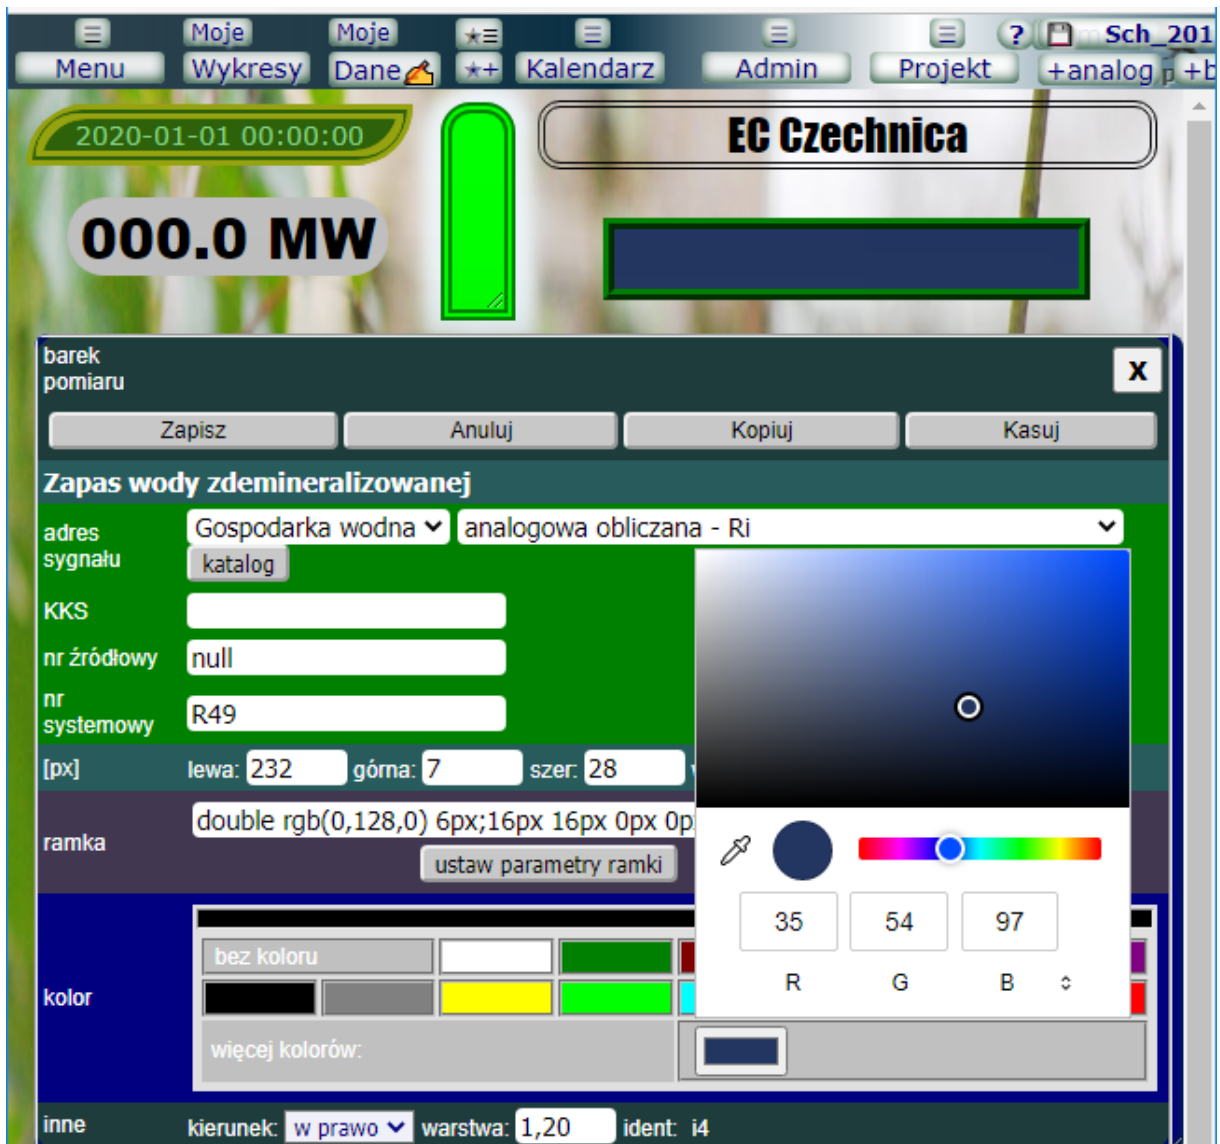 Moje Moje ★☰
Menu Wykresy Dane ★+ Kalendarz Admin Projekt ? Sch_201
+analog
2020-01-01 00:00:00
EC Czechnica
000.0 MW
barek
pomiaru
X
Zapisz Anuluj Kopiuj Kasuj
Zapas wody zdemineralizowanej
adres
sygnału
Gospodarka wodna analogowa obliczana - Ri
katalog
KKS
nr źródłowy null
nr
systemowy R49
[px] lewa: 232 górna: 7 szer: 28
ramka
double rgb(0,128,0) 6px;16px 16px 0px 0p
ustaw parametry ramki
35 54 97
R G B
kolor
bez koloru
więcej kolorów:
inne kierunek: w prawo warstwa: 1,20 ident: i4